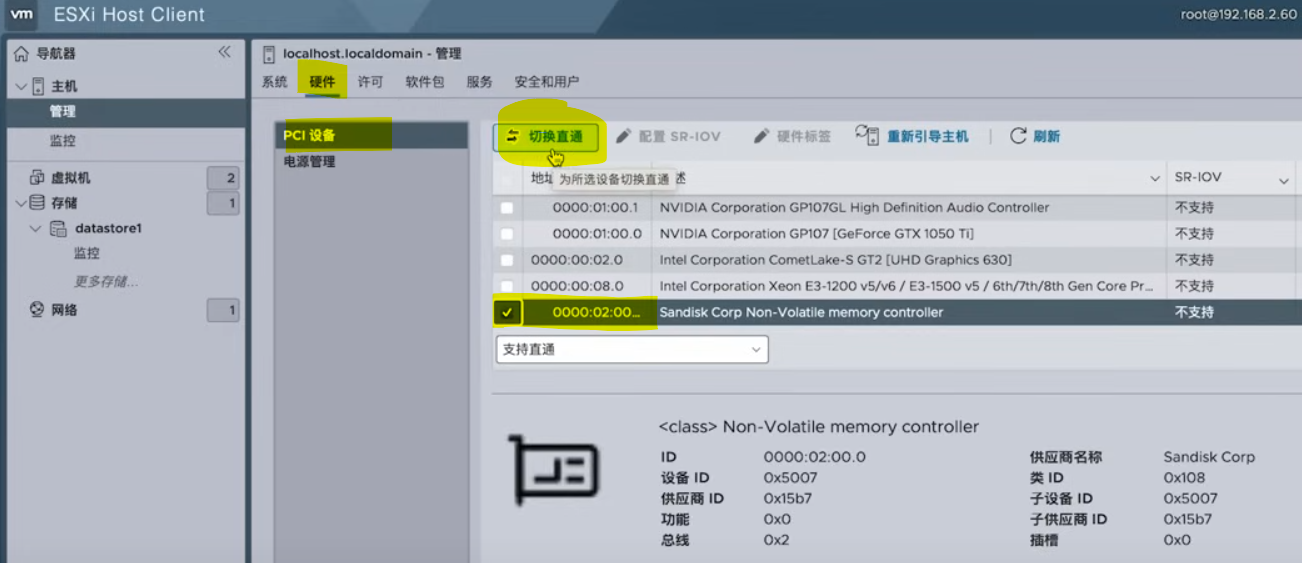 vm ESXi Host Client root@192.168.2.60
导航器
主机
管理
监控
虚拟机 2
存储 1
datastore1
监控
更多存储...
网络 1
localhost.localdomain - 管理
系统 硬件 许可 软件包 服务 安全和用户
PCI 设备
电源管理
切换直通 配置 SR-IOV 硬件标签 重新引导主机 | 刷新
为所选设备切换直通
述 SR-IOV
0000:01:00.1 NVIDIA Corporation GP107GL High Definition Audio Controller 不支持
0000:01:00.0 NVIDIA Corporation GP107 [GeForce GTX 1050 Ti] 不支持
0000:00:02.0 Intel Corporation CometLake-S GT2 [UHD Graphics 630] 不支持
0000:00:08.0 Intel Corporation Xeon E3-1200 v5/v6 / E3-1500 v5 / 6th/7th/8th Gen Core Pr... 不支持
0000:02:00... Sandisk Corp Non-Volatile memory controller 不支持
支持直通
<class> Non-Volatile memory controller
ID 0000:02:00.0 供应商名称 Sandisk Corp
设备 ID 0x5007 类 ID 0x108
供应商 ID 0x15b7 子设备 ID 0x5007
功能 0x0 子供应商 ID 0x15b7
总线 0x2 插槽 0x0